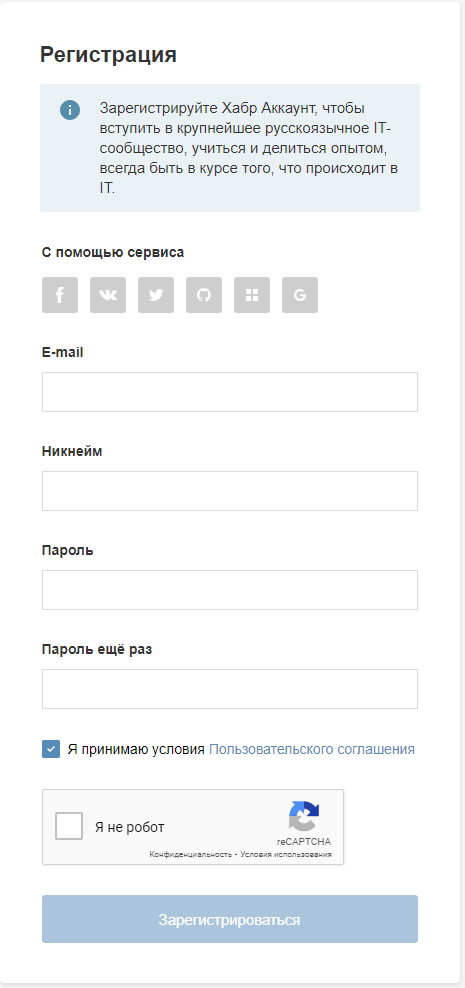 Регистрация
Зарегистрируйте Хабр Аккаунт, чтобы
вступить в крупнейшее русскоязычное IT-
сообщество, учиться и делиться опытом,
всегда быть в курсе того, что происходит в
IT.
С помощью сервиса
E-mail
Никнейм
Пароль
Пароль ещё раз
Я принимаю условия Пользовательского соглашения
Я не робот
reCAPTCHA
Конфиденциальность - Условия использования
Зарегистрироваться